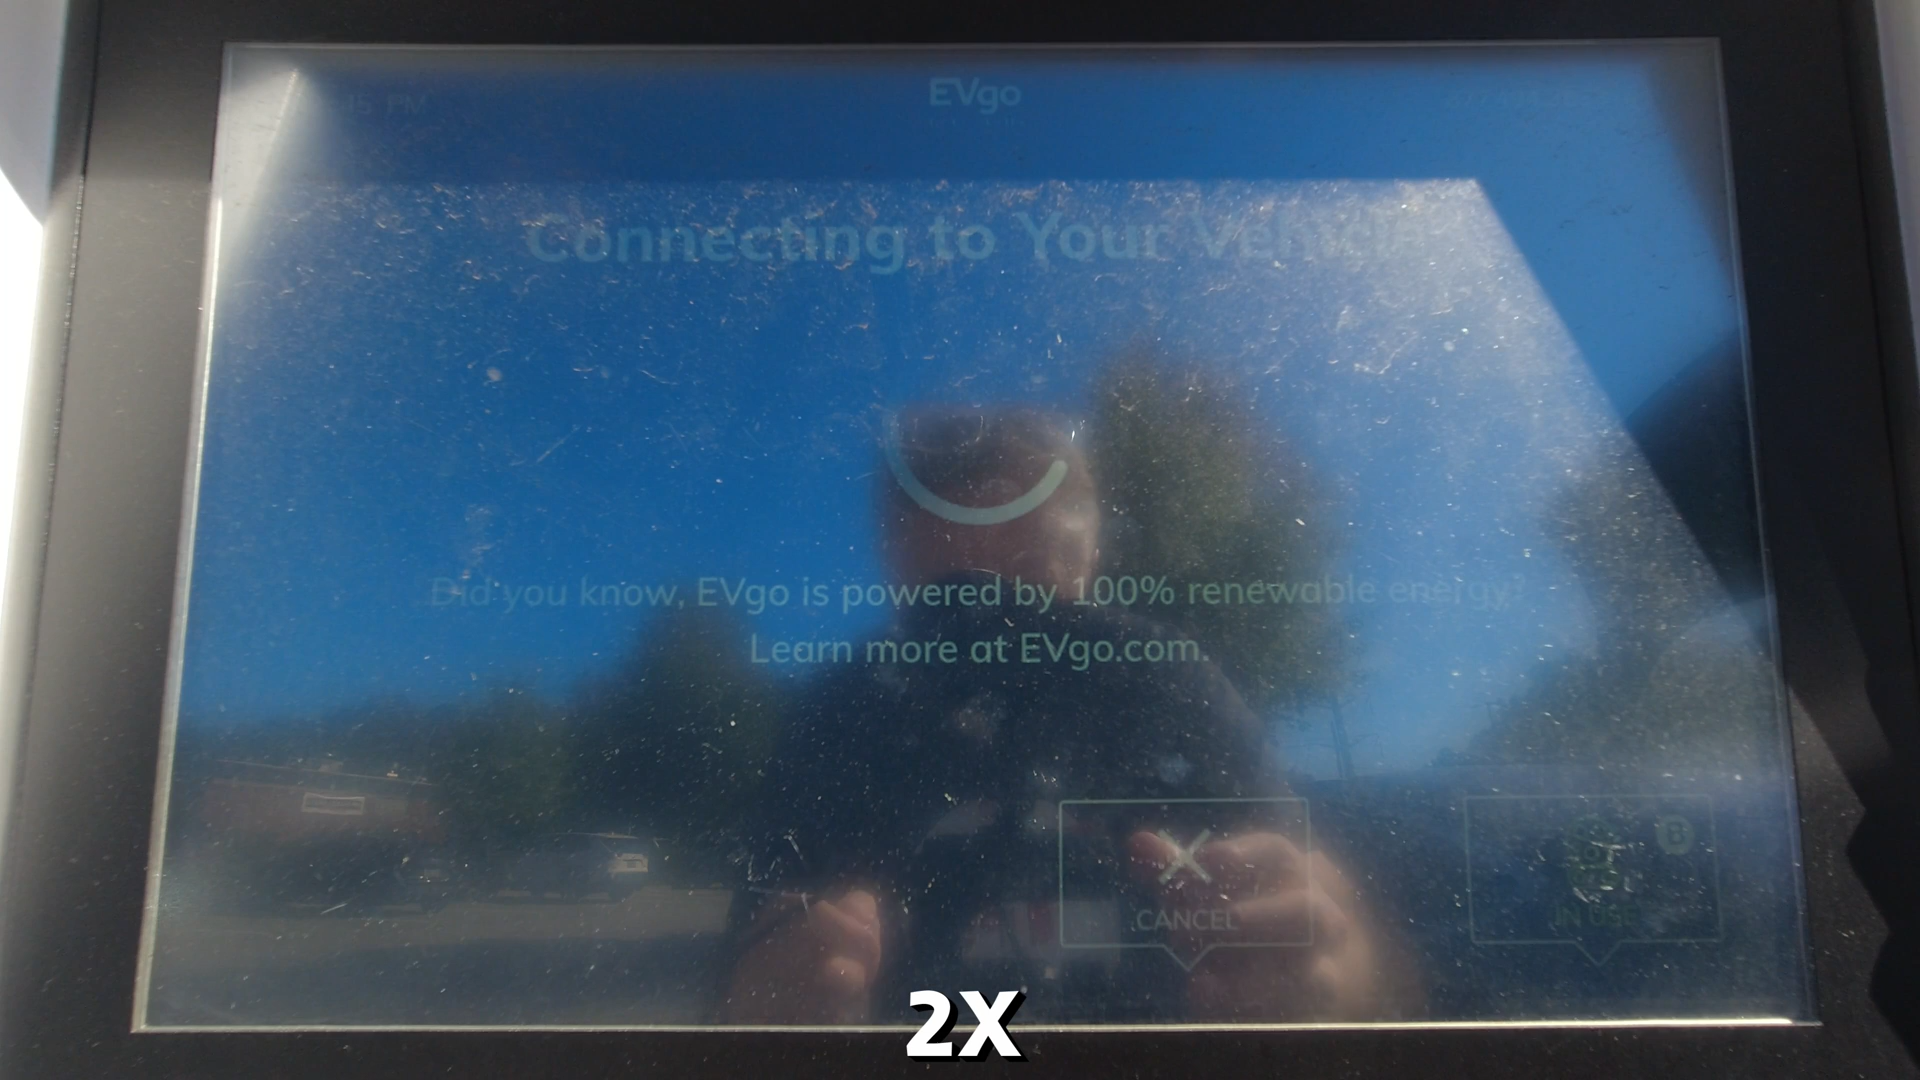 PM
EVgo
Connecting to Your Vehicle
Did you know, EVgo is powered by 100% renewable energy?
Learn more at EVgo.com.
B
CANCEL
IN USE
2X